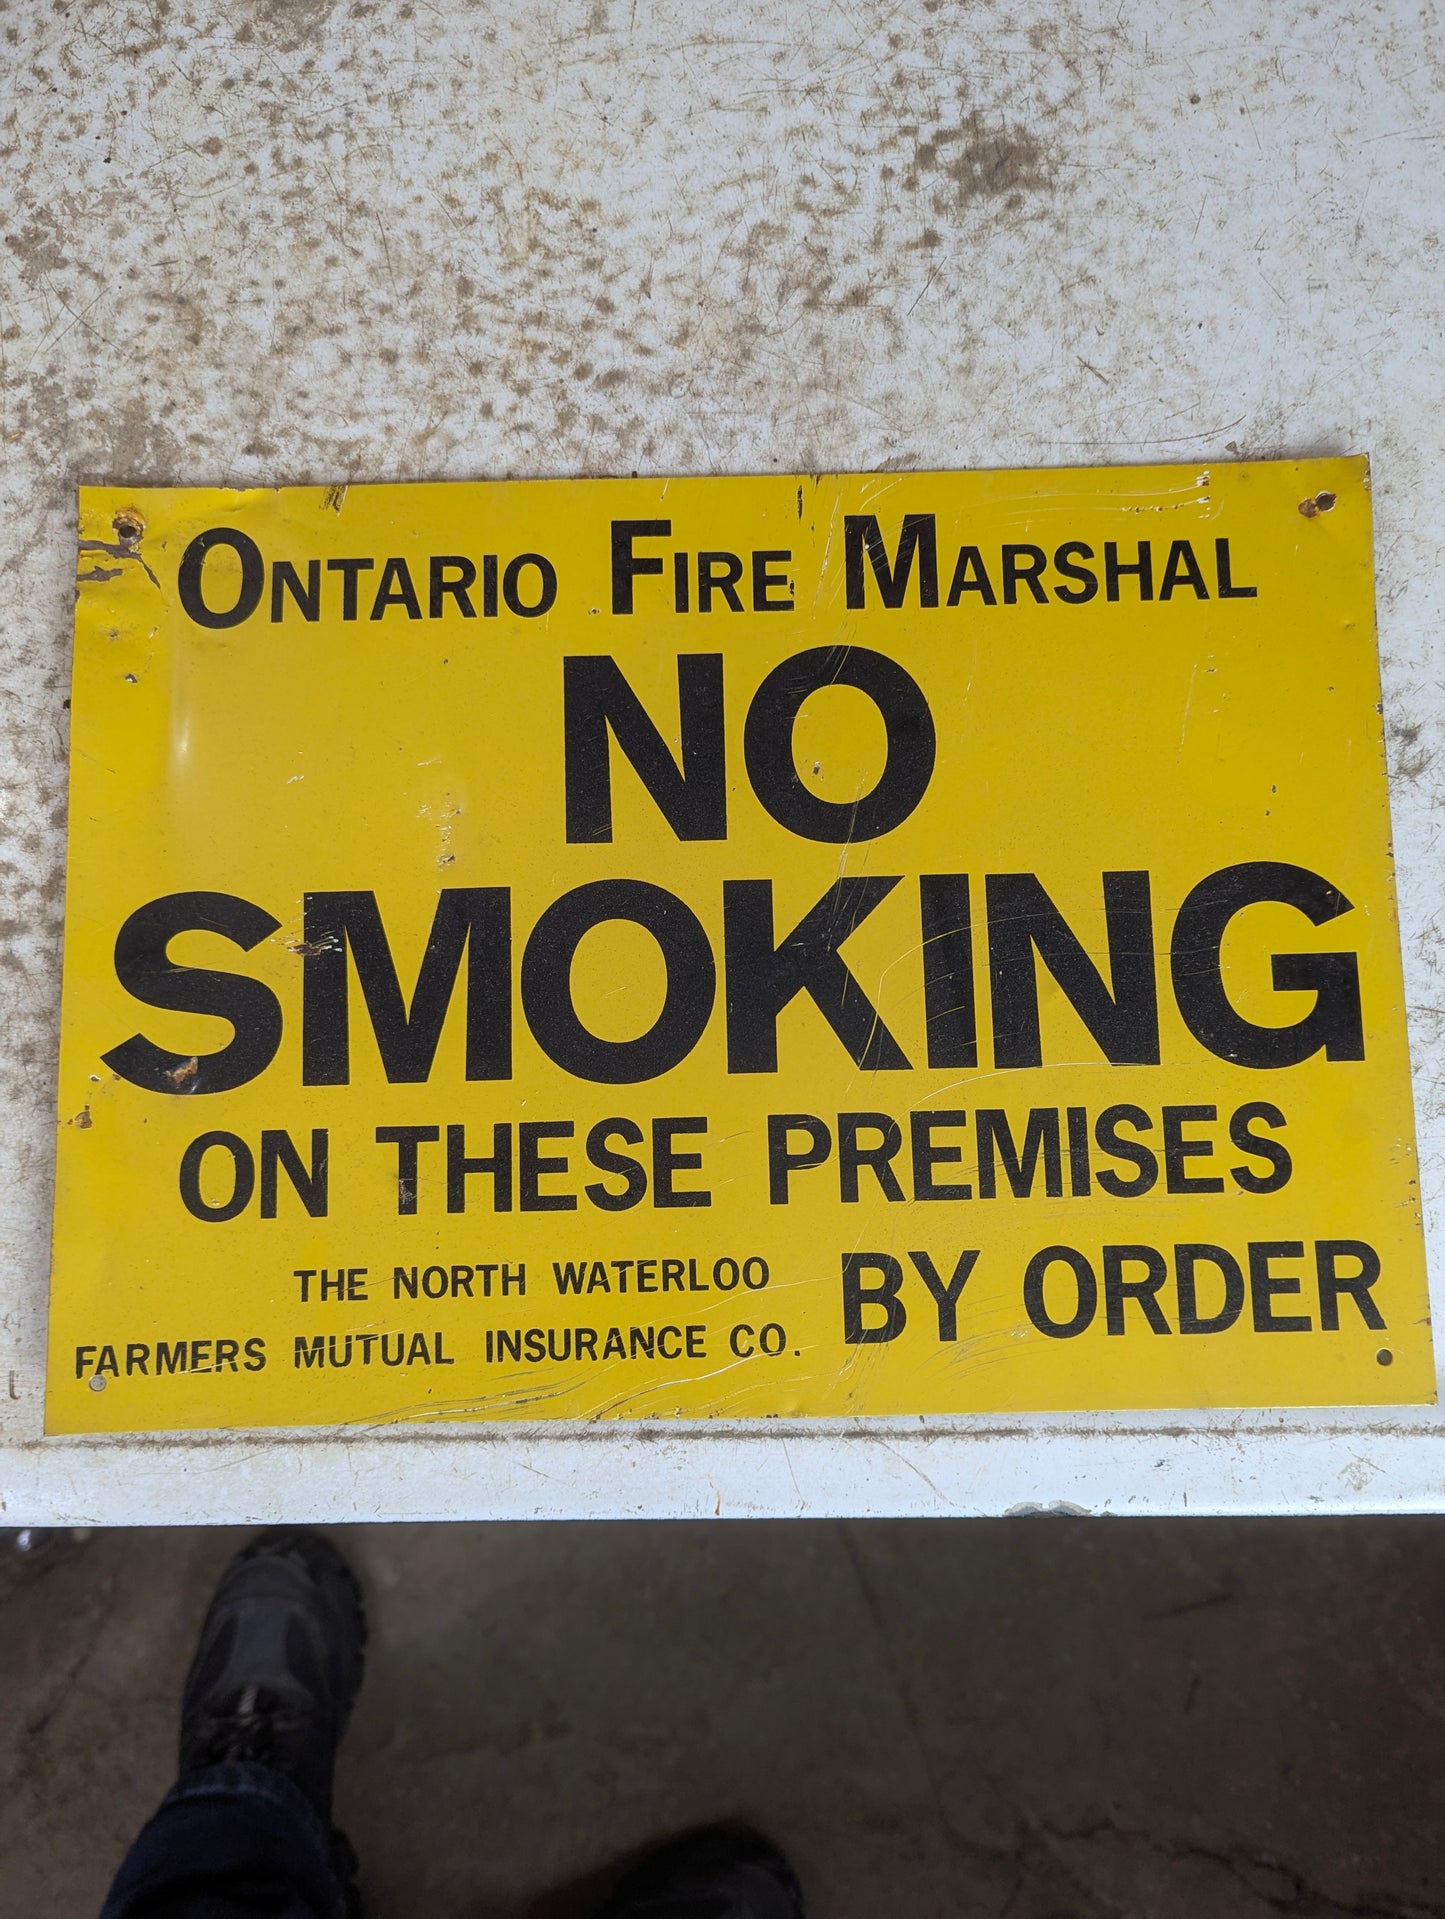 ONTARIO FIRE MARSHAL
NO
SMOKING
ON THESE PREMISES
THE NORTH WATERLOO
FARMERS MUTUAL INSURANCE CO.
BY ORDER